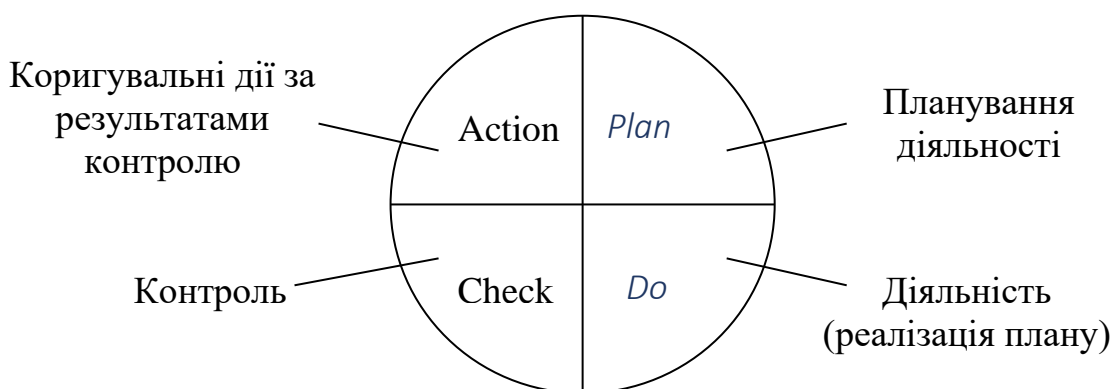 Коригувальні дії за
результатами
контролю
Action
Plan
Планування
діяльності
Контроль
Check
Do
Діяльність
(реалізація плану)